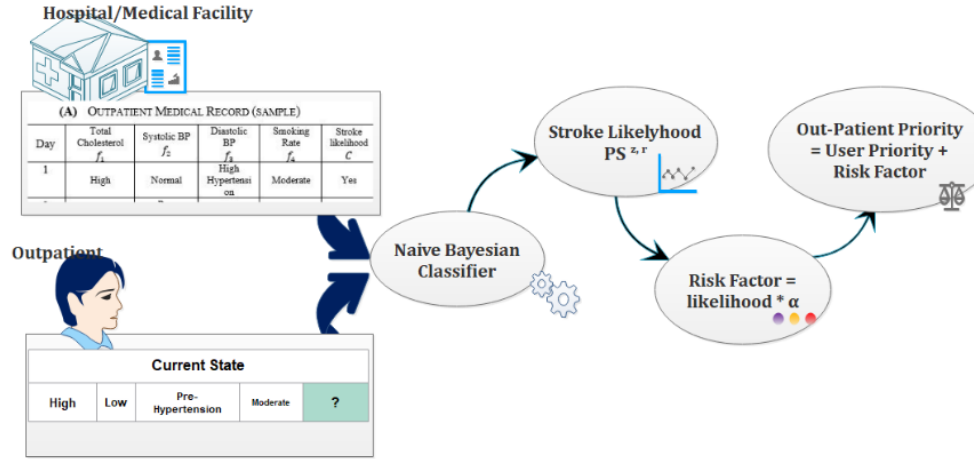 Hospital/Medical Facility
(A) OUTPATIENT MEDICAL RECORD (SAMPLE)
Day
Total Cholesterol f₁
Systolic BP f₂
Diastolic BP f₃
Smoking Rate f₄
Stroke likelihood C
1
High
Normal
High Hypertensi on
Moderate
Yes
Outpatient
Current State
High
Low
Pre-
Hypertension
Moderate
?
Naive Bayesian
Classifier
Stroke Likelyhood
PS z, r
Risk Factor =
likelihood * α
Out-Patient Priority
= User Priority +
Risk Factor